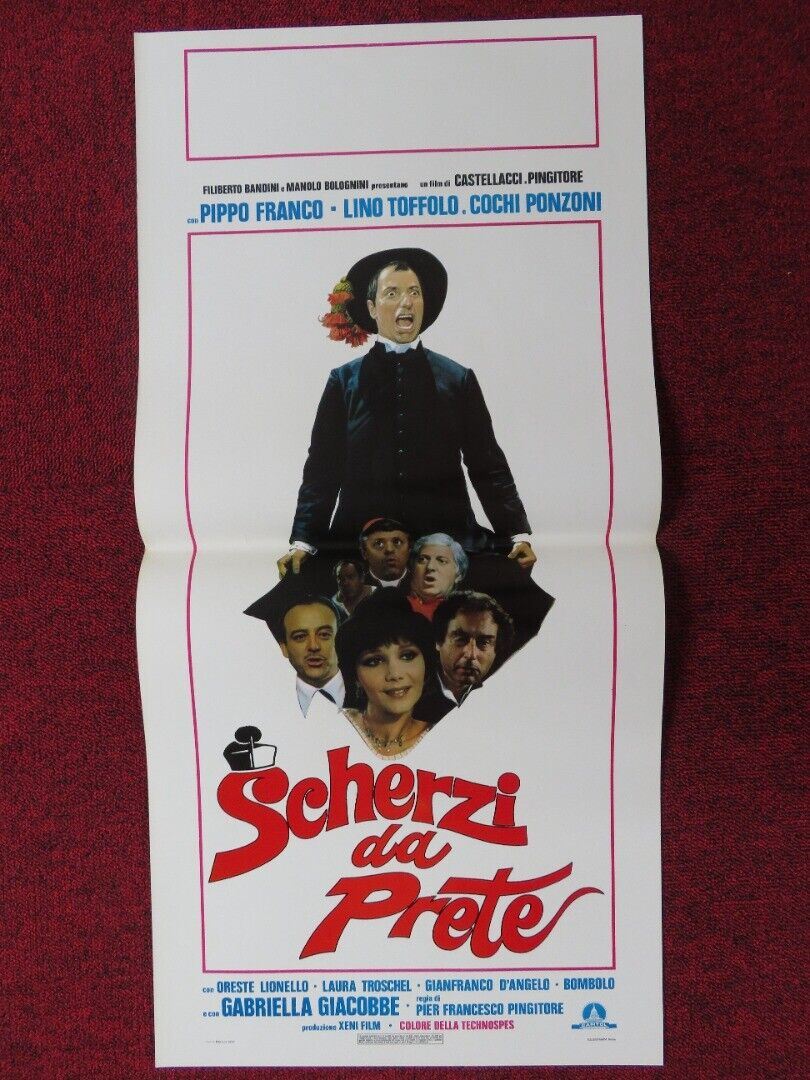 FILIBERTO BANDINI e MANOLO BOLOGNINI presentano un film di CASTELLACCI.PINGITORE
con PIPPO FRANCO - LINO TOFFOLO. COCHI PONZONI
Scherzi
da
Prete
con ORESTE LIONELLO · LAURA TROSCHEL · GIANFRANCO D'ANGELO · BOMBOLO
e con GABRIELLA GIACOBBE regia di PIER FRANCESCO PINGITORE
produzione XENI FILM · COLORE DELLA TECHNOSPES
CAPITOL